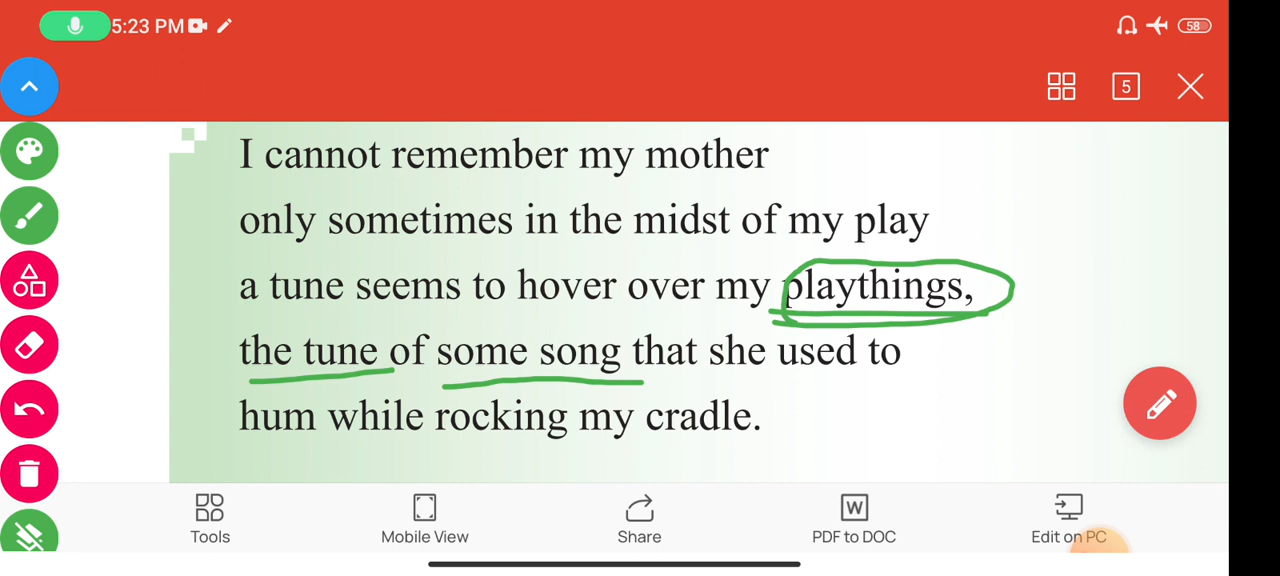 5:23 PM
58
5
I cannot remember my mother
only sometimes in the midst of my play
a tune seems to hover over my playthings,
the tune of some song that she used to
hum while rocking my cradle.
W
Tools
Mobile View
Share
PDF to DOC
Edit on PC